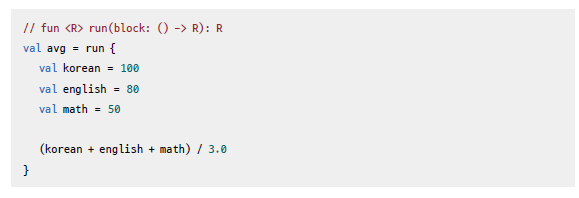 // fun <R> run(block: () -> R): R
val avg = run {
val korean = 100
val english = 80
val math = 50
(korean + english + math) / 3.0
}